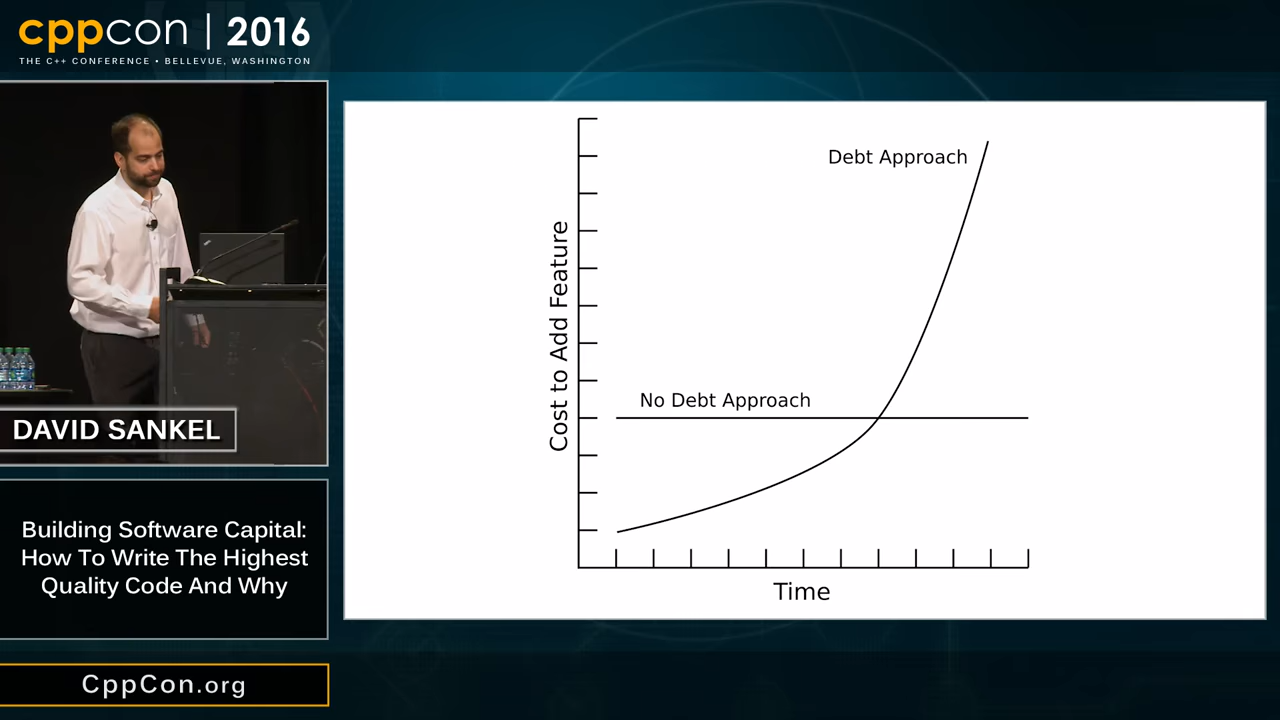 cppcon | 2016
THE C++ CONFERENCE • BELLEVUE, WASHINGTON
DAVID SANKEL
Building Software Capital:
How To Write The Highest
Quality Code And Why
CppCon.org
Debt Approach
No Debt Approach
Cost to Add Feature
Time